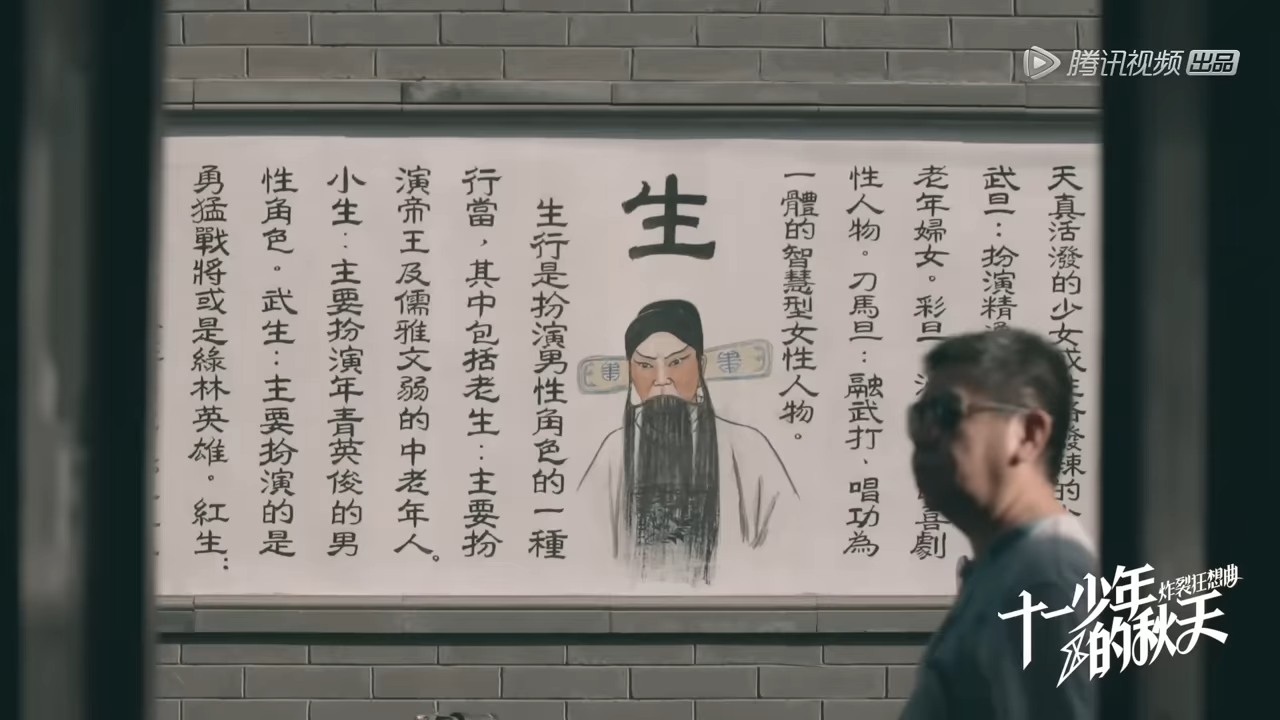 腾讯视频 出品
天真活潑的少女或
辣的
武旦：扮演精
老年婦女。彩旦
喜劇
性人物。刀馬旦：融武打、唱功為
一體的智慧型女性人物。
生
生行是扮演男性角色的一種
行當，其中包括老生：主要扮
演帝王及儒雅文弱的中老年人。
小生：主要扮演年青英俊的男
性角色。武生：主要扮演的是
勇猛戰將或是綠林英雄。紅生：
十一少年的秋天
炸裂狂想曲